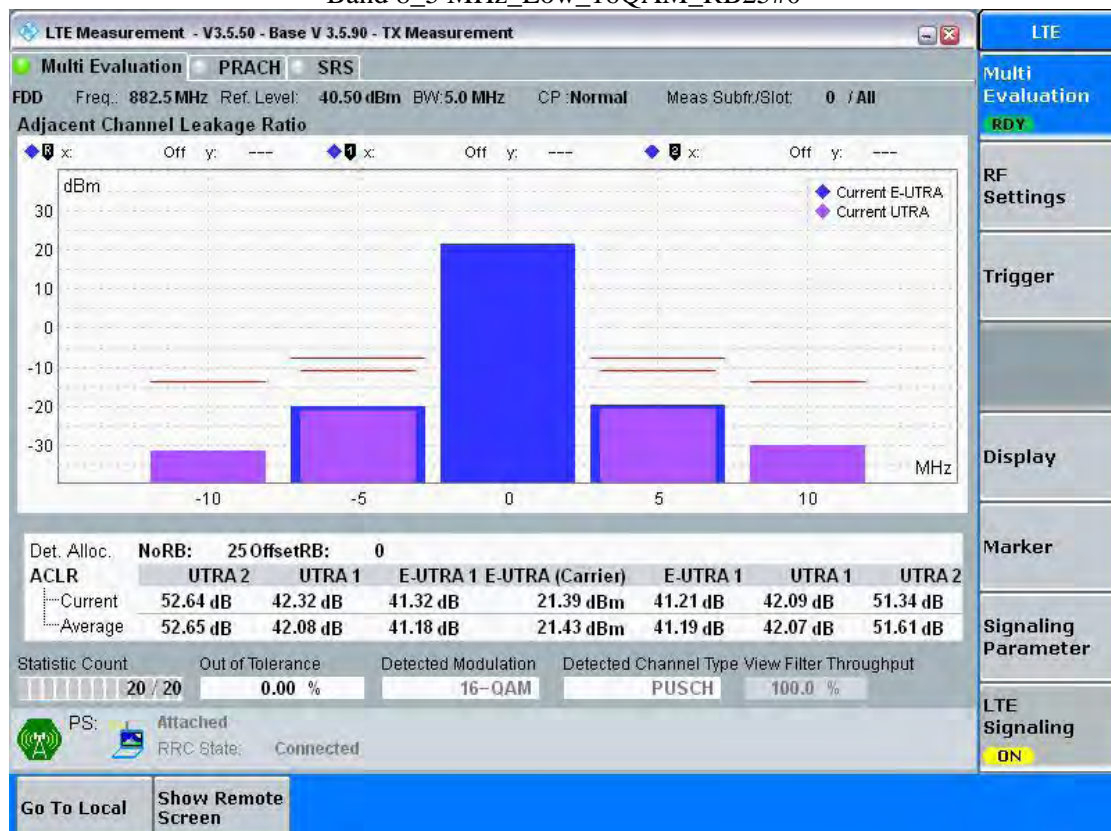 LTE Measurement - V3.5.50 - Base V 3.5.90 - TX Measurement
LTE
Multi Evaluation PRACH SRS
Multi
Evaluation
RDY
FDD Freq.: 882.5 MHz Ref. Level: 40.50 dBm BW: 5.0 MHz CP :Normal Meas Subfr./Slot: 0 / All
Adjacent Channel Leakage Ratio
R x: Off y: --- 1 x: Off y: --- 2 x: Off y: ---
dBm
Current E-UTRA
Current UTRA
30
20
10
0
-10
-20
-30
MHz
-10 -5 0 5 10
RF
Settings
Trigger
Display
Marker
Signaling
Parameter
LTE
Signaling
ON
Det. Alloc. NoRB: 25 OffsetRB: 0
ACLR UTRA 2 UTRA 1 E-UTRA 1 E-UTRA (Carrier) E-UTRA 1 UTRA 1 UTRA 2
Current 52.64 dB 42.32 dB 41.32 dB 21.39 dBm 41.21 dB 42.09 dB 51.34 dB
Average 52.65 dB 42.08 dB 41.18 dB 21.43 dBm 41.19 dB 42.07 dB 51.61 dB
Statistic Count Out of Tolerance Detected Modulation Detected Channel Type View Filter Throughput
20 / 20 0.00 % 16-QAM PUSCH 100.0 %
PS: Attached
RRC State: Connected
Go To Local
Show Remote
Screen